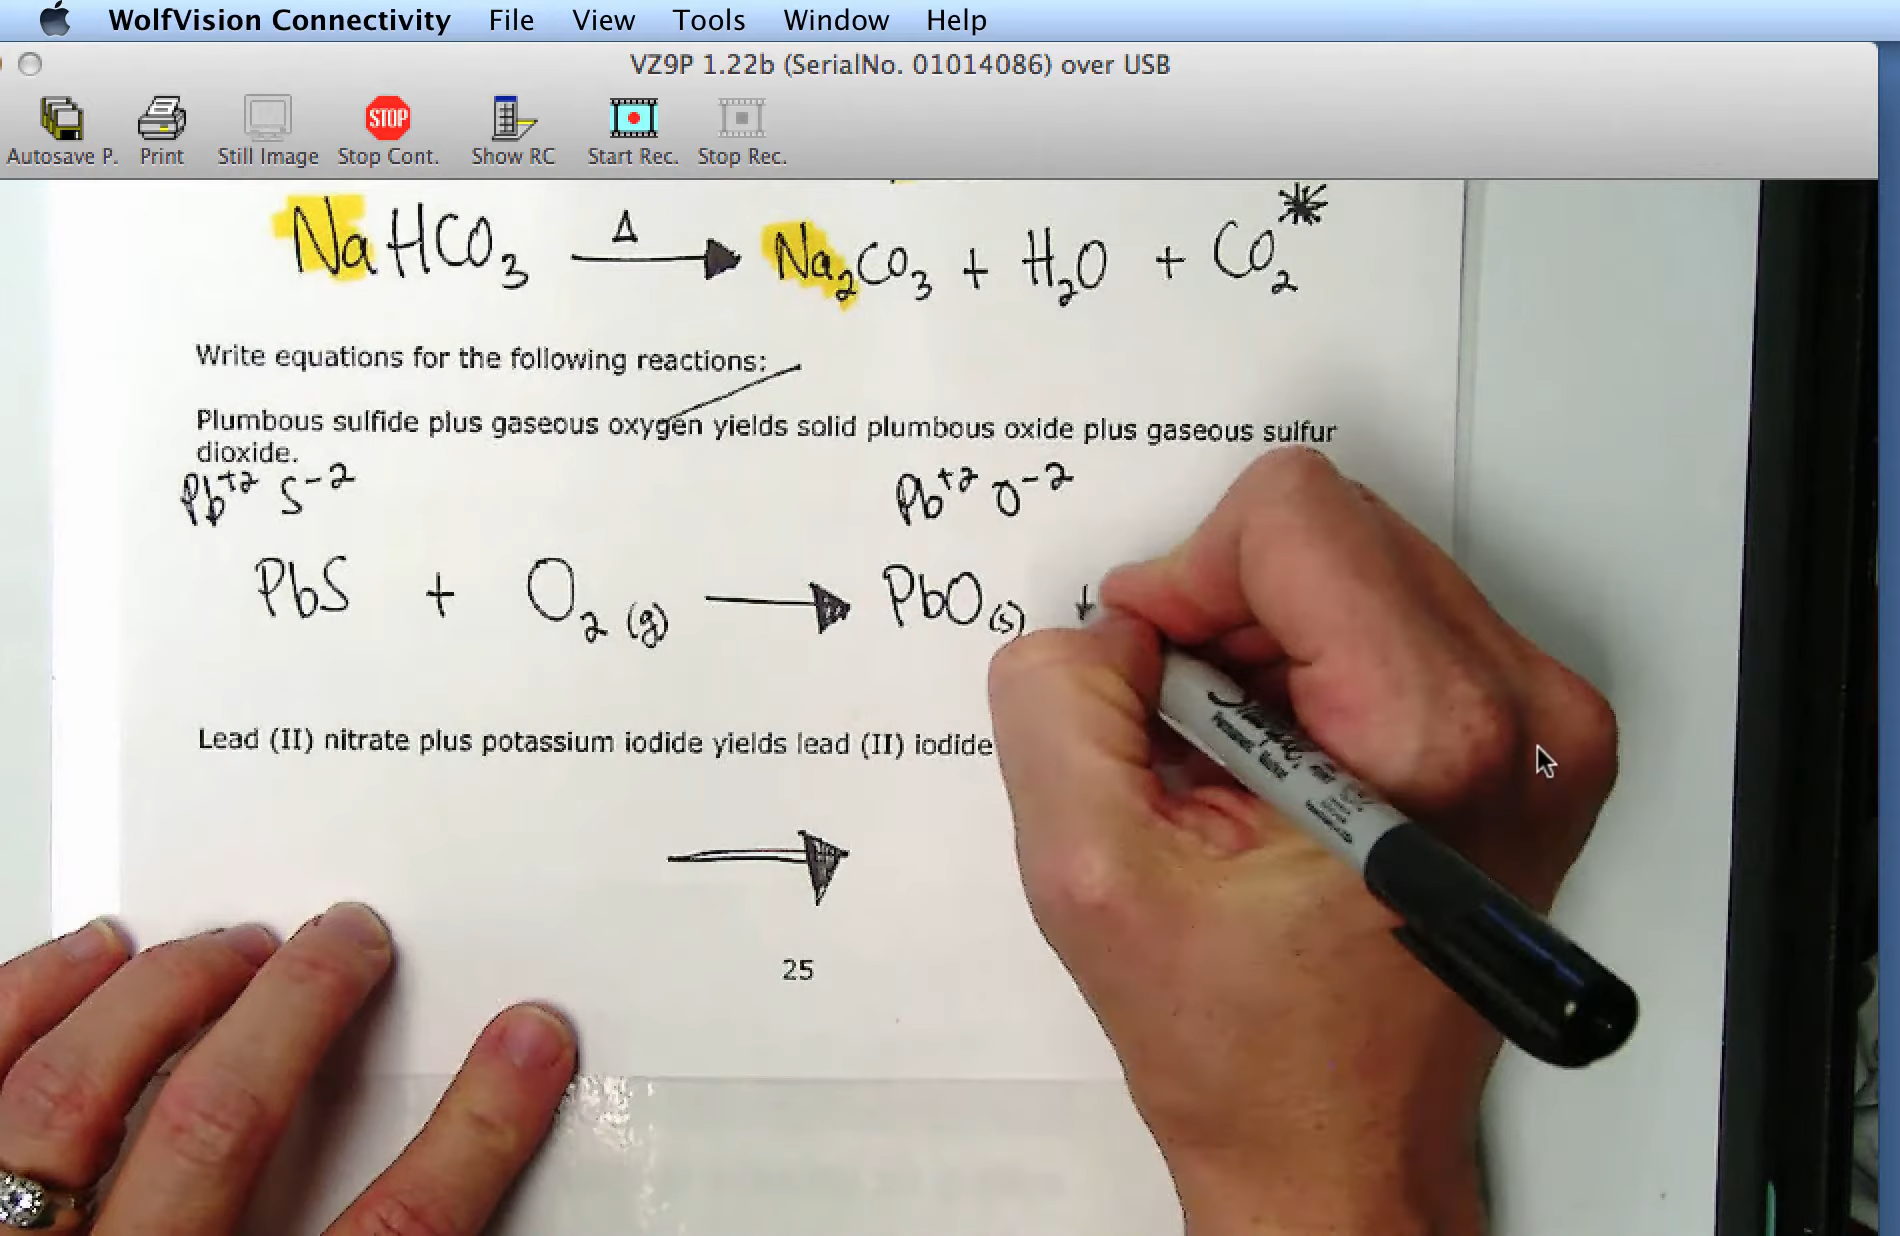 WolfVision Connectivity File View Tools Window Help
VZ9P 1.22b (SerialNo. 01014086) over USB
Autosave P. Print Still Image Stop Cont. Show RC Start Rec. Stop Rec.
STOP
NaHCO₃ Δ → Na₂CO₃ + H₂O + CO₂ *
Write equations for the following reactions:
Plumbous sulfide plus gaseous oxygen yields solid plumbous oxide plus gaseous sulfur
dioxide.
Pb⁺² S⁻² Pb⁺² O⁻²
PbS + O₂ (g) → PbO(s) +
Lead (II) nitrate plus potassium iodide yields lead (II) iodide
→
25
Sharpie